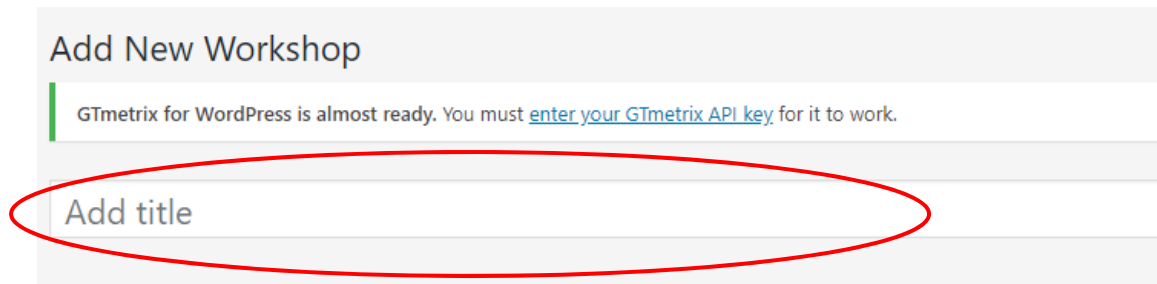 Add New Workshop
GTmetrix for WordPress is almost ready. You must enter your GTmetrix API key for it to work.
Add title